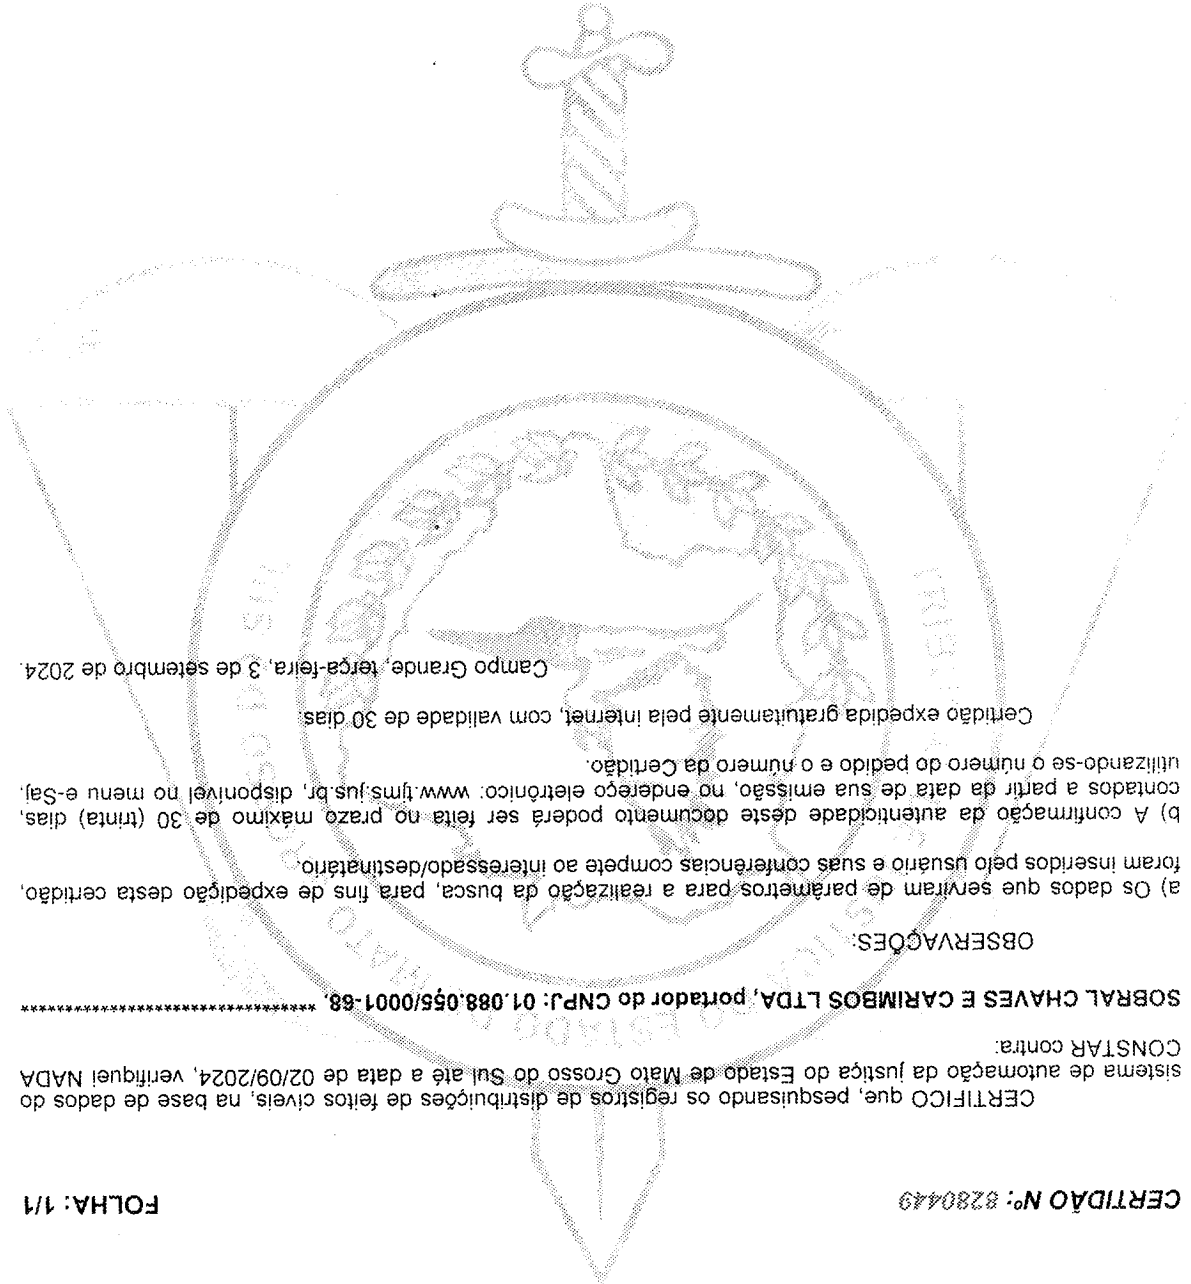 CERTIDÃO Nº: 8280449
FOLHA: 1/1
CERTIFICO que, pesquisando os registros de distribuições de feitos cíveis, na base de dados do
sistema de automação da justiça do Estado de Mato Grosso do Sul até a data de 02/09/2024, verifiquei NADA
CONSTAR contra:
SOBRAL CHAVES E CARIMBOS LTDA, portador do CNPJ: 01.088.055/0001-68. ****************************************
OBSERVAÇÕES:
a) Os dados que serviram de parâmetros para a realização da busca, para fins de expedição desta certidão,
foram inseridos pelo usuário e suas conferências compete ao interessado/destinatário.
b) A confirmação da autenticidade deste documento poderá ser feita no prazo máximo de 30 (trinta) dias,
contados a partir da data de sua emissão, no endereço eletrônico: www.tjms.jus.br, disponível no menu e-Saj.
utilizando-se o número do pedido e o número da Certidão.
Certidão expedida gratuitamente pela internet, com validade de 30 dias.
Campo Grande, terça-feira, 3 de setembro de 2024.
DO ESTADO
MATO